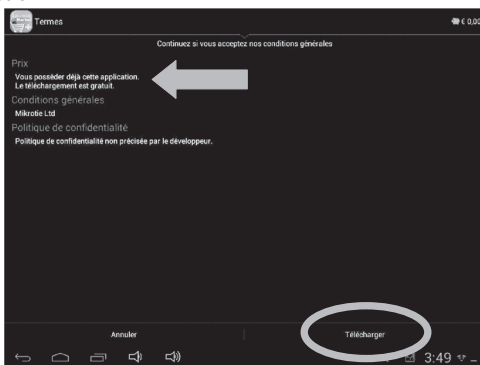 Termes
€ 0,00
Continuez si vous acceptez nos conditions générales
Prix
Vous possèder déjà cette application.
Le téléchargement est gratuit.
Conditions générales
Mikrotie Ltd
Politique de confidentialité
Politique de confidentialité non précisée par le développeur.
Annuler
Télécharger
3:49